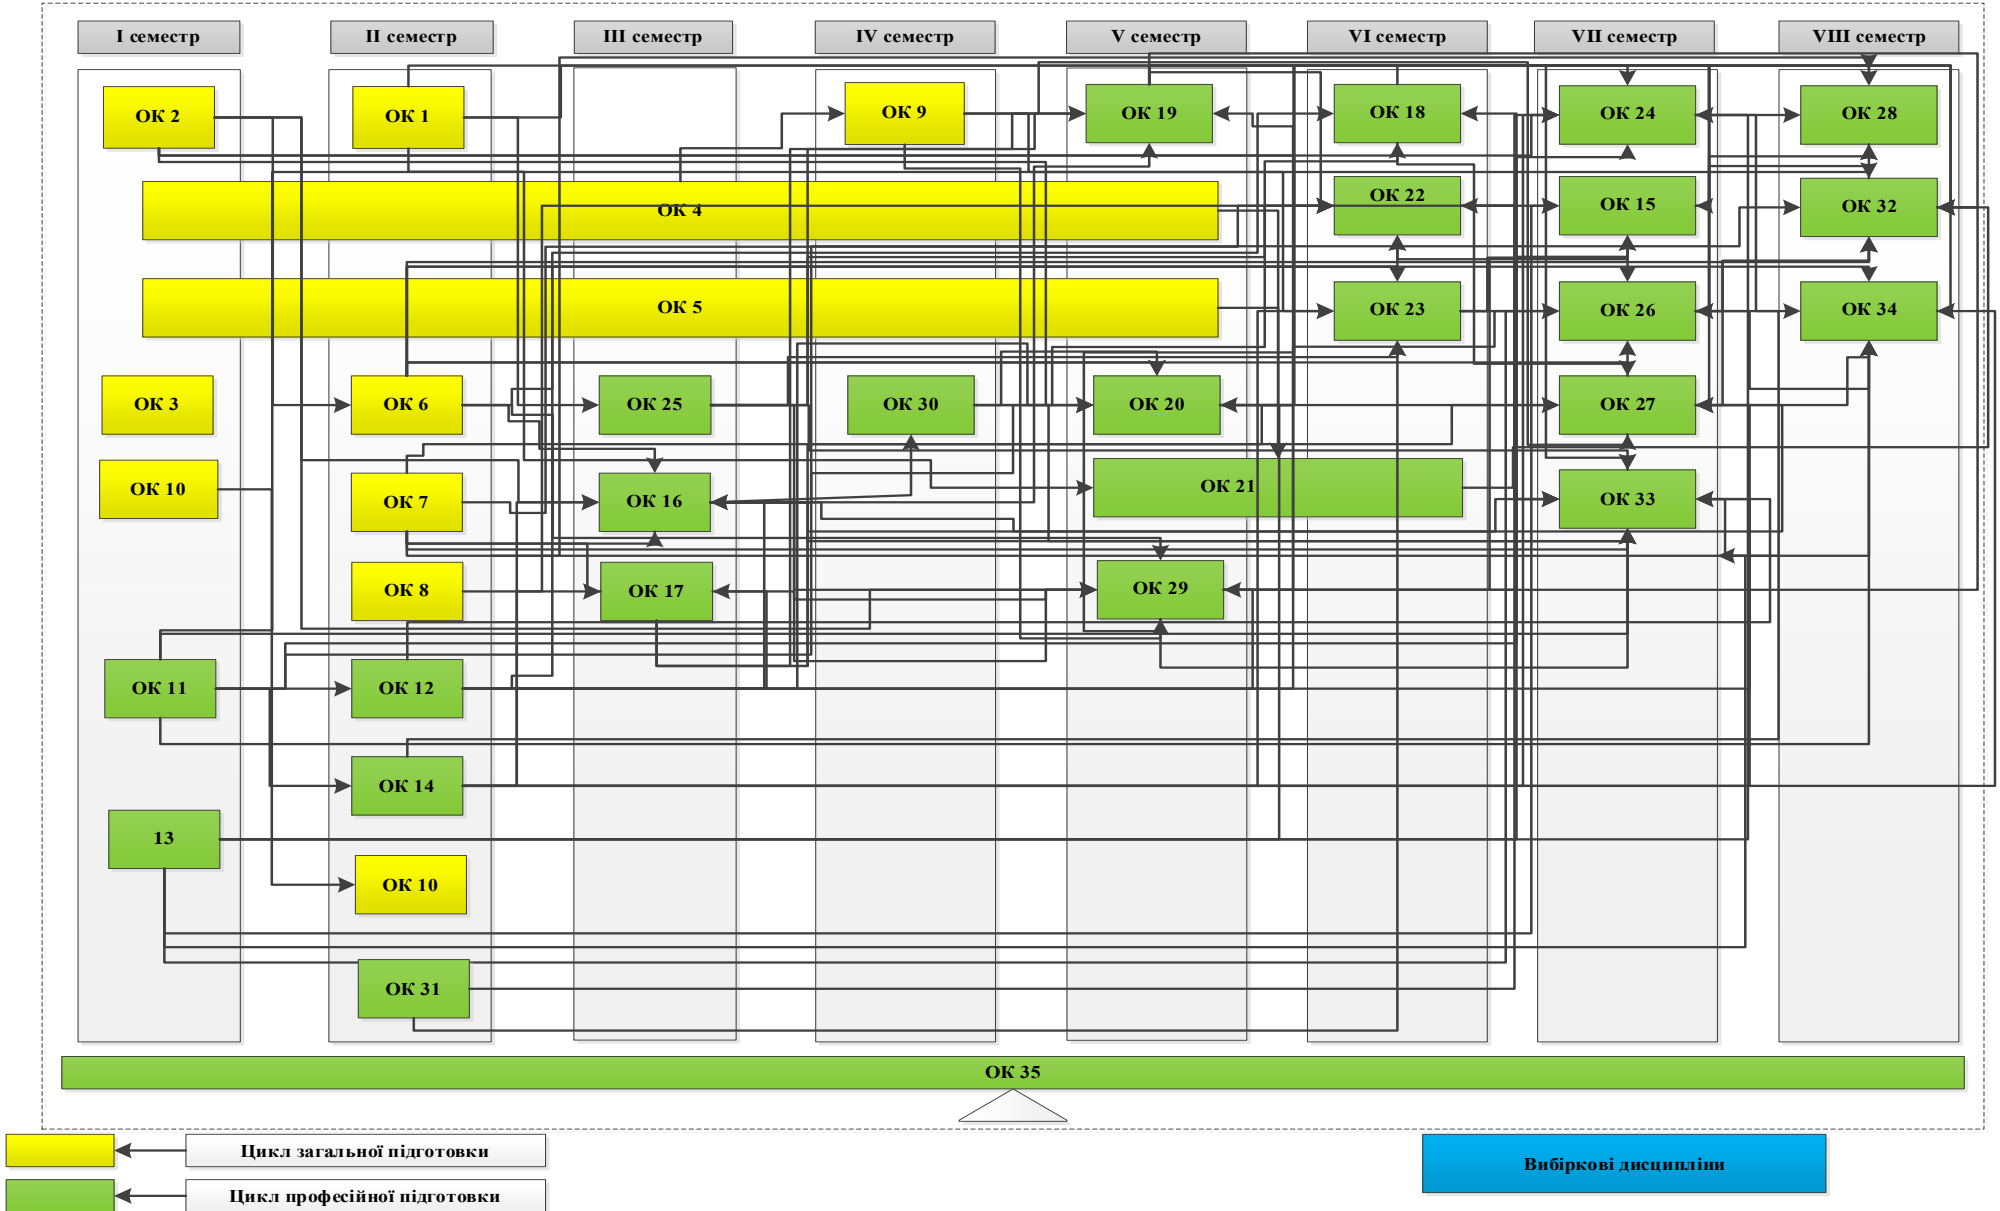 І семестр
ІІ семестр
ІІІ семестр
IV семестр
V семестр
VI семестр
VII семестр
VIII семестр
ОК 2
ОК 1
ОК 9
ОК 19
ОК 18
ОК 24
ОК 28
ОК 4
ОК 22
ОК 15
ОК 32
ОК 5
ОК 23
ОК 26
ОК 34
ОК 3
ОК 6
ОК 25
ОК 30
ОК 20
ОК 27
ОК 10
ОК 7
ОК 16
ОК 21
ОК 33
ОК 8
ОК 17
ОК 29
ОК 11
ОК 12
ОК 14
13
ОК 10
ОК 31
ОК 35
Цикл загальної підготовки
Вибіркові дисципліни
Цикл професійної підготовки